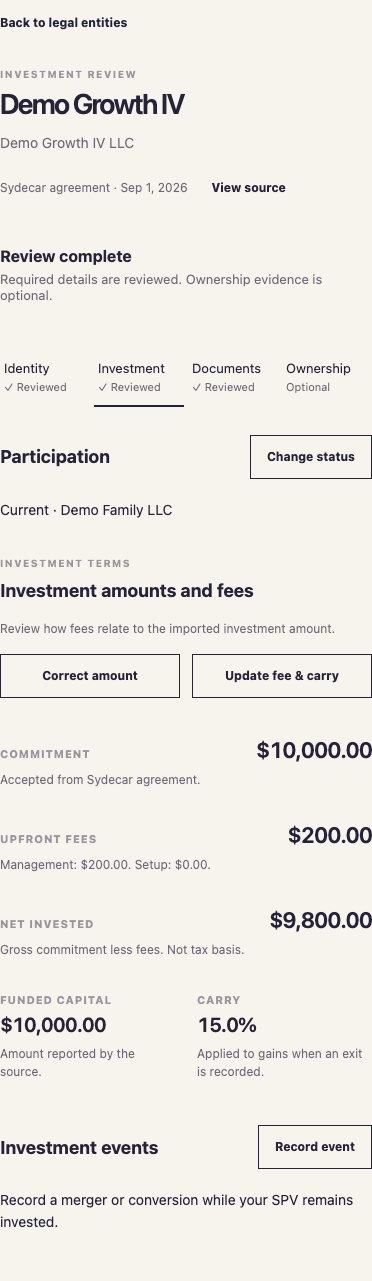 Back to legal entities
INVESTMENT REVIEW
Demo Growth IV
Demo Growth IV LLC
Sydecar agreement · Sep 1, 2026 View source
Review complete
Required details are reviewed. Ownership evidence is
optional.
Identity Investment Documents Ownership
✓ Reviewed ✓ Reviewed ✓ Reviewed Optional
Participation Change status
Current · Demo Family LLC
INVESTMENT TERMS
Investment amounts and fees
Review how fees relate to the imported investment amount.
Correct amount Update fee & carry
COMMITMENT $10,000.00
Accepted from Sydecar agreement.
UPFRONT FEES $200.00
Management: $200.00. Setup: $0.00.
NET INVESTED $9,800.00
Gross commitment less fees. Not tax basis.
FUNDED CAPITAL CARRY
$10,000.00 15.0%
Amount reported by the Applied to gains when an exit
source. is recorded.
Investment events Record event
Record a merger or conversion while your SPV remains
invested.